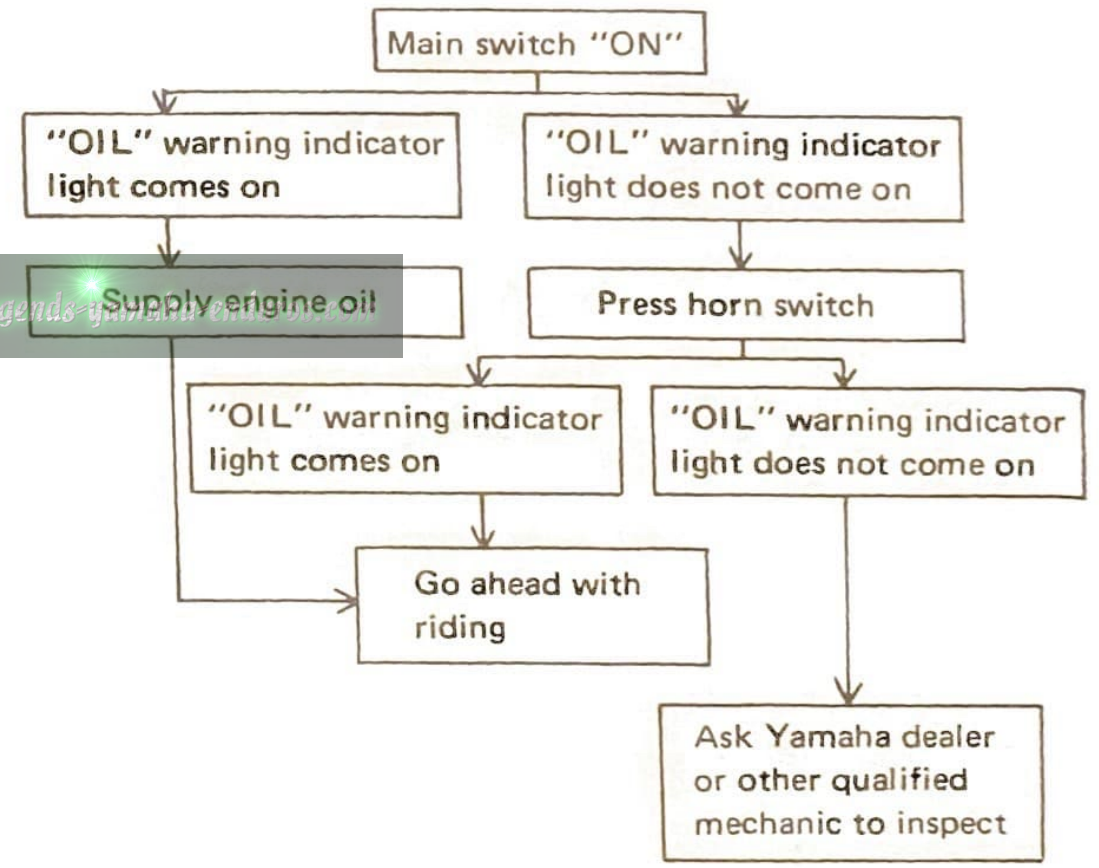 Main switch "ON"
"OIL" warning indicator
light comes on
"OIL" warning indicator
light does not come on
Supply engine oil
Press horn switch
"OIL" warning indicator
light comes on
"OIL" warning indicator
light does not come on
Go ahead with
riding
Ask Yamaha dealer
or other qualified
mechanic to inspect